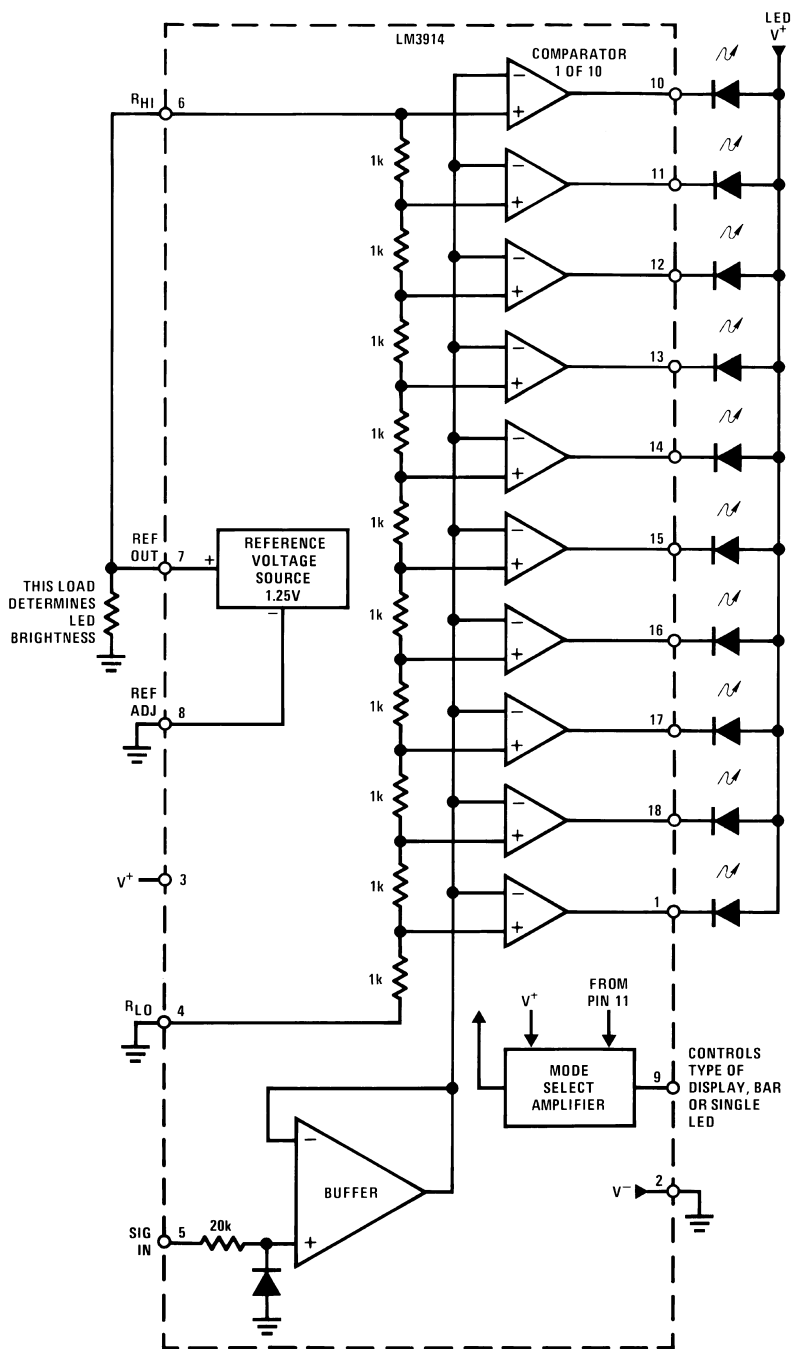 LED
V+
LM3914
COMPARATOR
1 OF 10
−
+
10
RHI
6
1k
−
+
11
1k
−
+
12
1k
−
+
13
1k
−
+
14
1k
−
+
15
REF
OUT
7
+
REFERENCE
VOLTAGE
SOURCE
1.25V
−
THIS LOAD
DETERMINES
LED
BRIGHTNESS
1k
−
+
16
1k
−
+
17
REF
ADJ
8
1k
−
+
18
V+
3
1k
−
+
1
1k
RLO
4
V+
FROM
PIN 11
MODE
SELECT
AMPLIFIER
9
CONTROLS
TYPE OF
DISPLAY, BAR
OR SINGLE
LED
−
BUFFER
+
V−
2
SIG
IN
5
20k